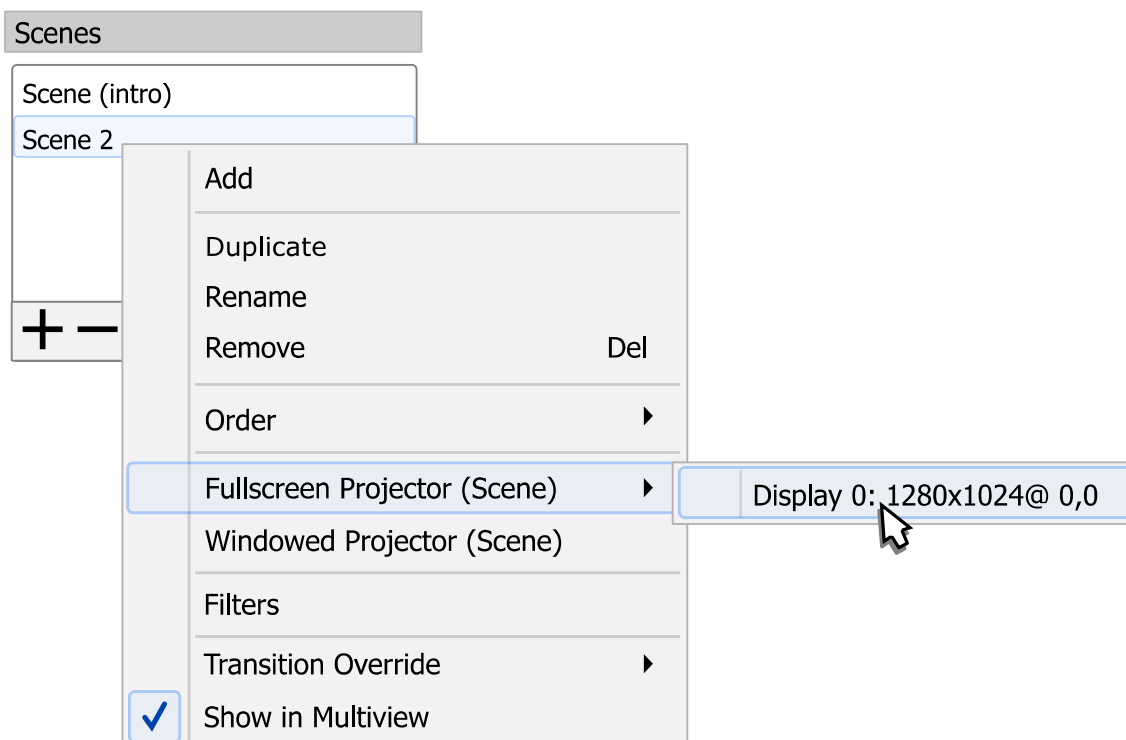 Scenes
Scene (intro)
Scene 2
Add
Duplicate
Rename
Remove Del
Order
Fullscreen Projector (Scene)
Display 0: 1280x1024@ 0,0
Windowed Projector (Scene)
Filters
Transition Override
Show in Multiview